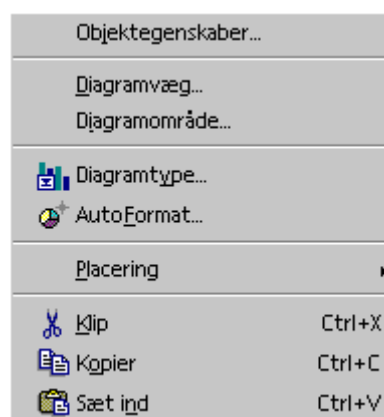 Objektegenskaber...
Diagramvæg...
Diagramområde...
Diagramtype...
AutoFormat...
Placering
Klip Ctrl+X
Kopier Ctrl+C
Sæt ind Ctrl+V